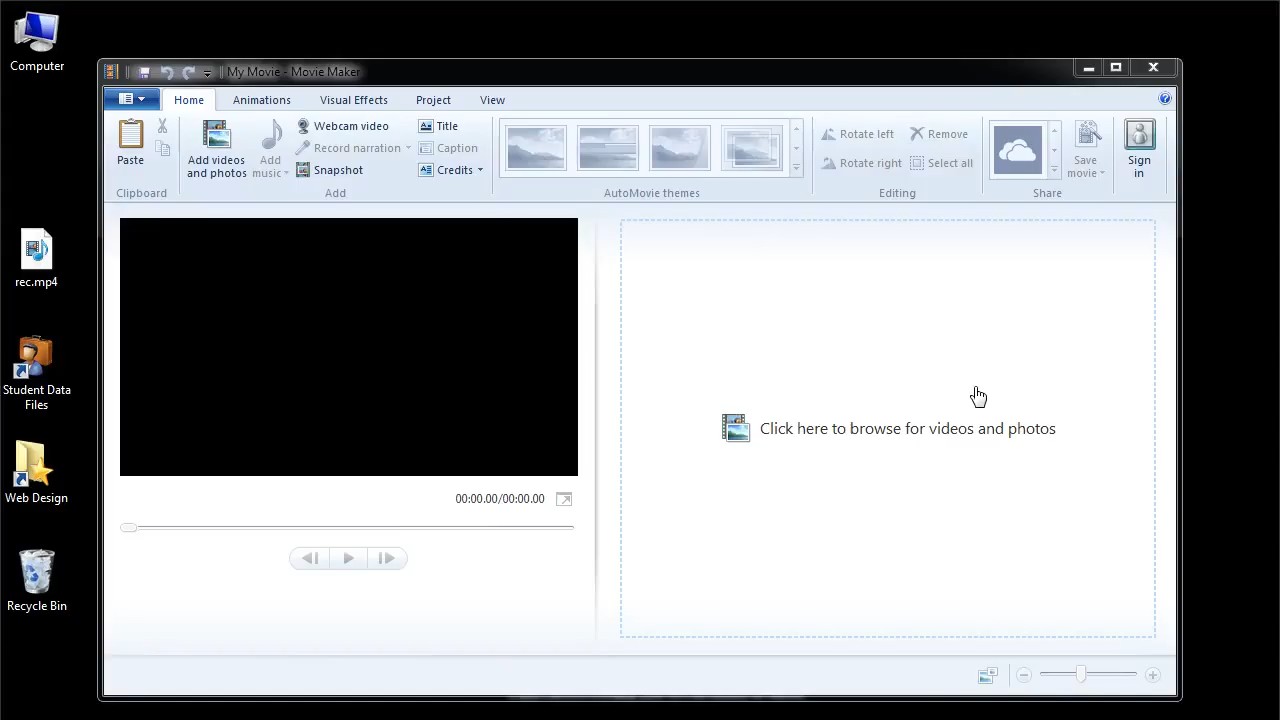 Computer
rec.mp4
Student Data
Files
Web Design
Recycle Bin
My Movie - Movie Maker
Home Animations Visual Effects Project View
Paste
Clipboard
Add videos
and photos
Add
music
Webcam video
Record narration
Snapshot
Title
Caption
Credits
Add
AutoMovie themes
Rotate left
Rotate right
Remove
Select all
Editing
Share
Save
movie
Sign
in
00:00.00/00:00.00
Click here to browse for videos and photos